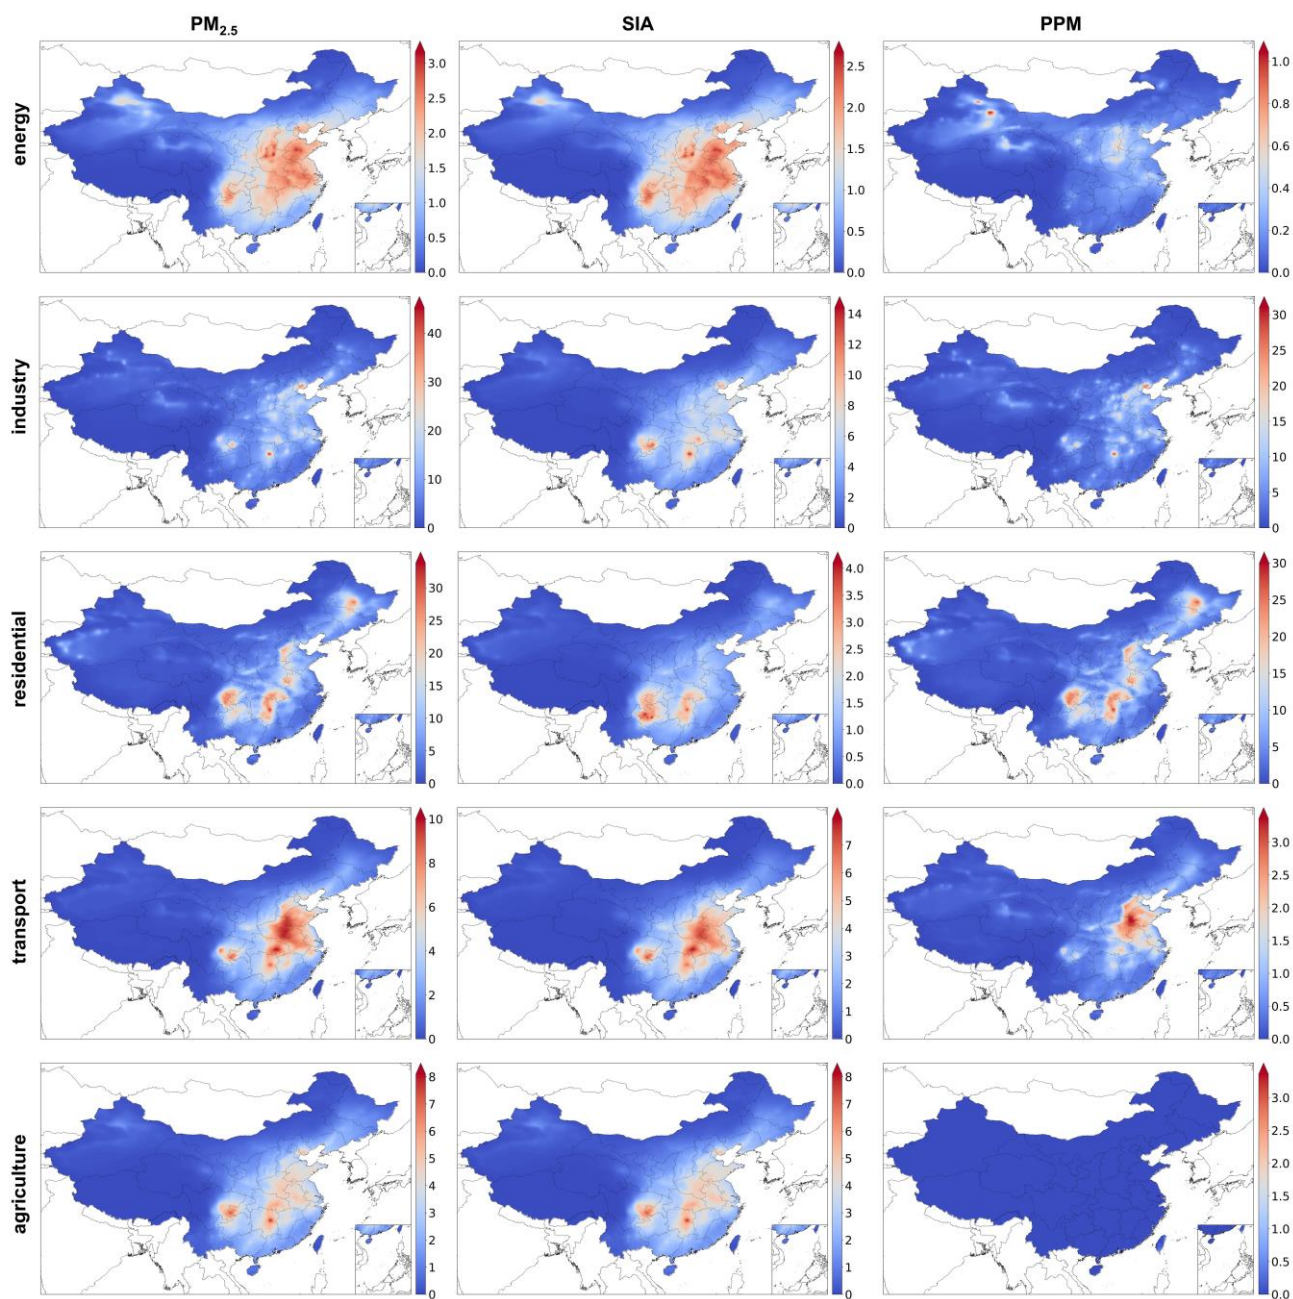 PM2.5 SIA PPM
energy
3.0 2.5 2.0 1.5 1.0 0.5 0.0
2.5 2.0 1.5 1.0 0.5 0.0
1.0 0.8 0.6 0.4 0.2 0.0
industry
40 30 20 10 0
14 12 10 8 6 4 2 0
30 25 20 15 10 5 0
residential
30 25 20 15 10 5 0
4.0 3.5 3.0 2.5 2.0 1.5 1.0 0.5 0.0
30 25 20 15 10 5 0
transport
10 8 6 4 2 0
7 6 5 4 3 2 1 0
3.0 2.5 2.0 1.5 1.0 0.5 0.0
agriculture
8 7 6 5 4 3 2 1 0
8 7 6 5 4 3 2 1 0
3.0 2.5 2.0 1.5 1.0 0.5 0.0